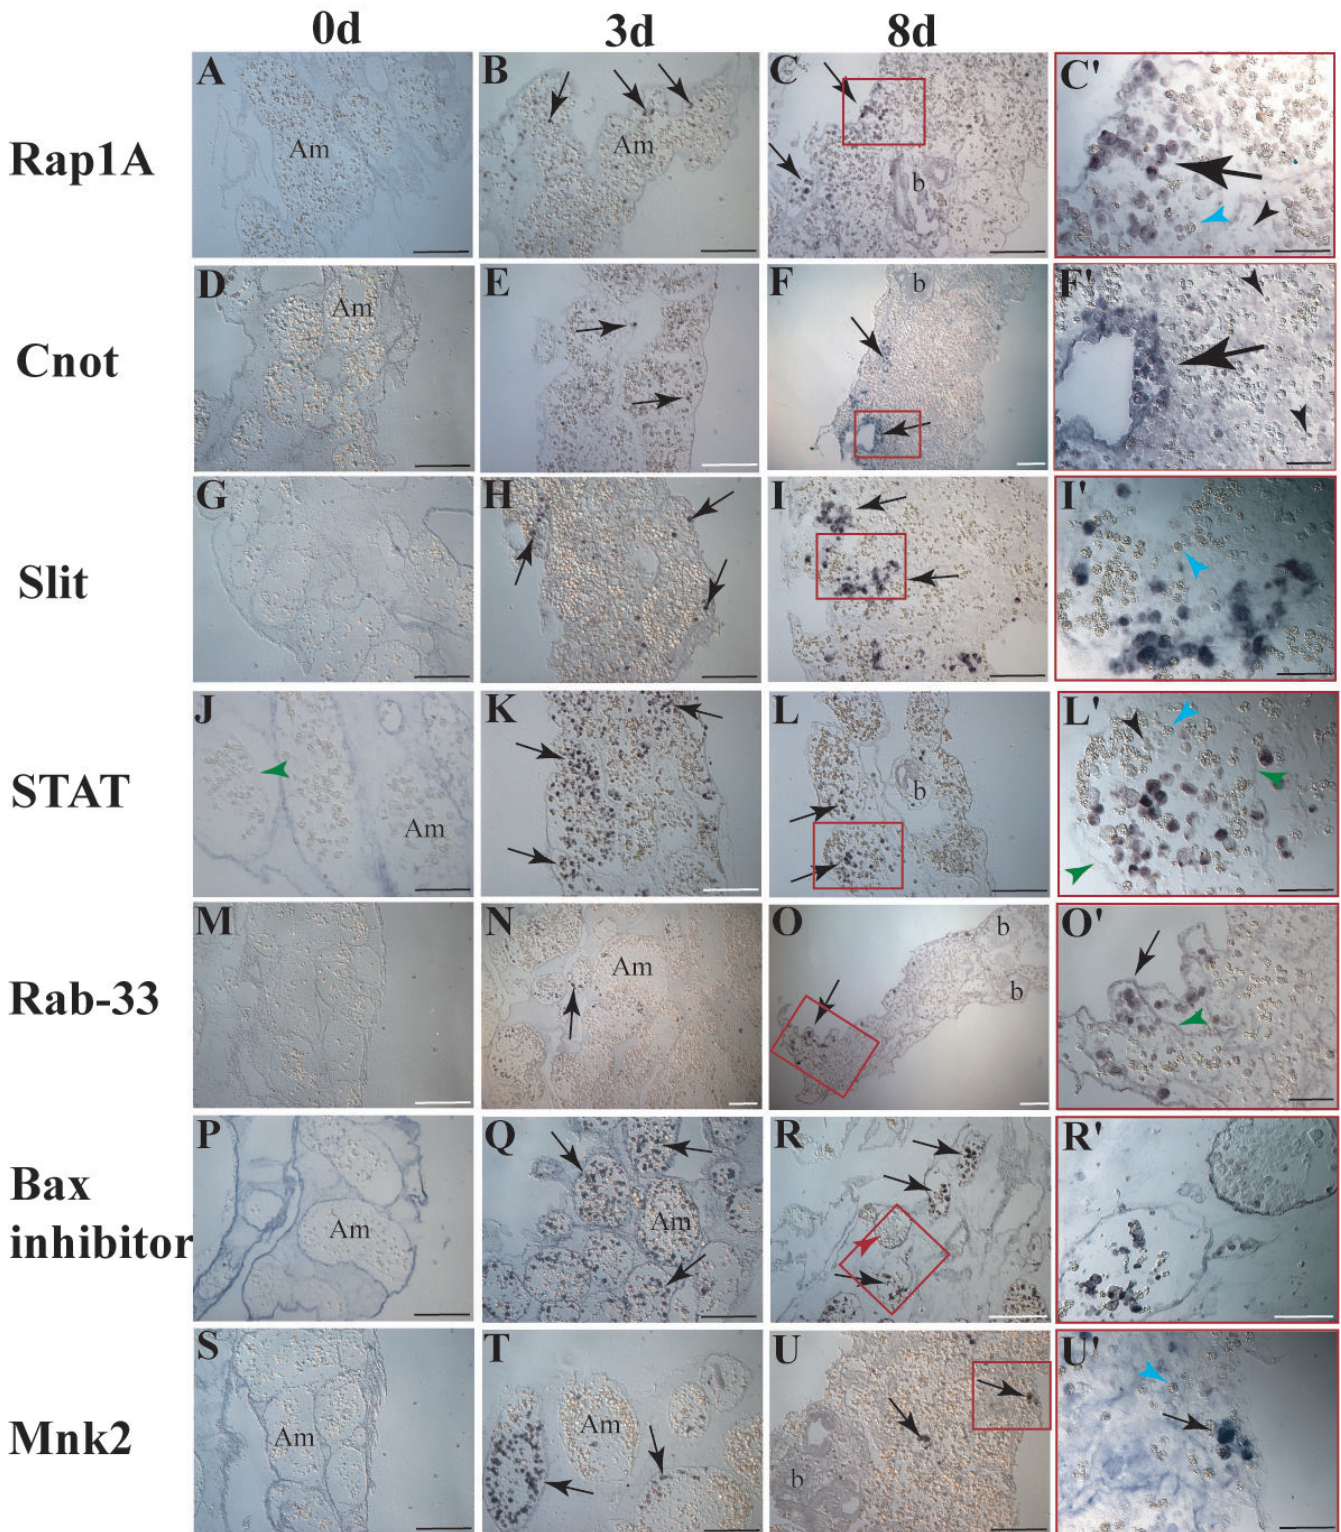 0d 3d 8d
Rap1A
A Am
B Am
C b
C'
Cnot
D Am
E
F b
F'
Slit
G
H
I
I'
STAT
J Am
K
L b
L'
Rab-33
M
N Am
O b b
O'
Bax
inhibitor
P Am
Q Am
R
R'
Mnk2
S Am
T Am
U b
U'